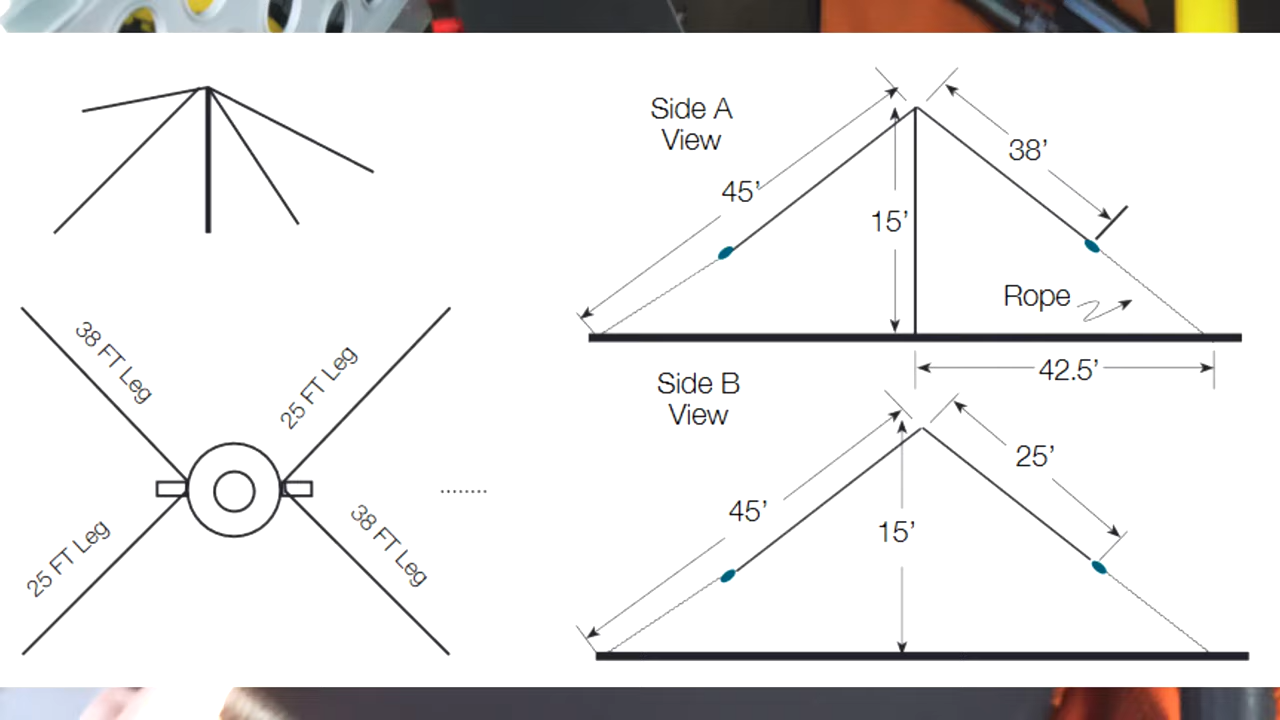 38 FT Leg
25 FT Leg
25 FT Leg
38 FT Leg
........
Side A
View
45'
15'
38'
Rope
42.5'
Side B
View
45'
15'
25'